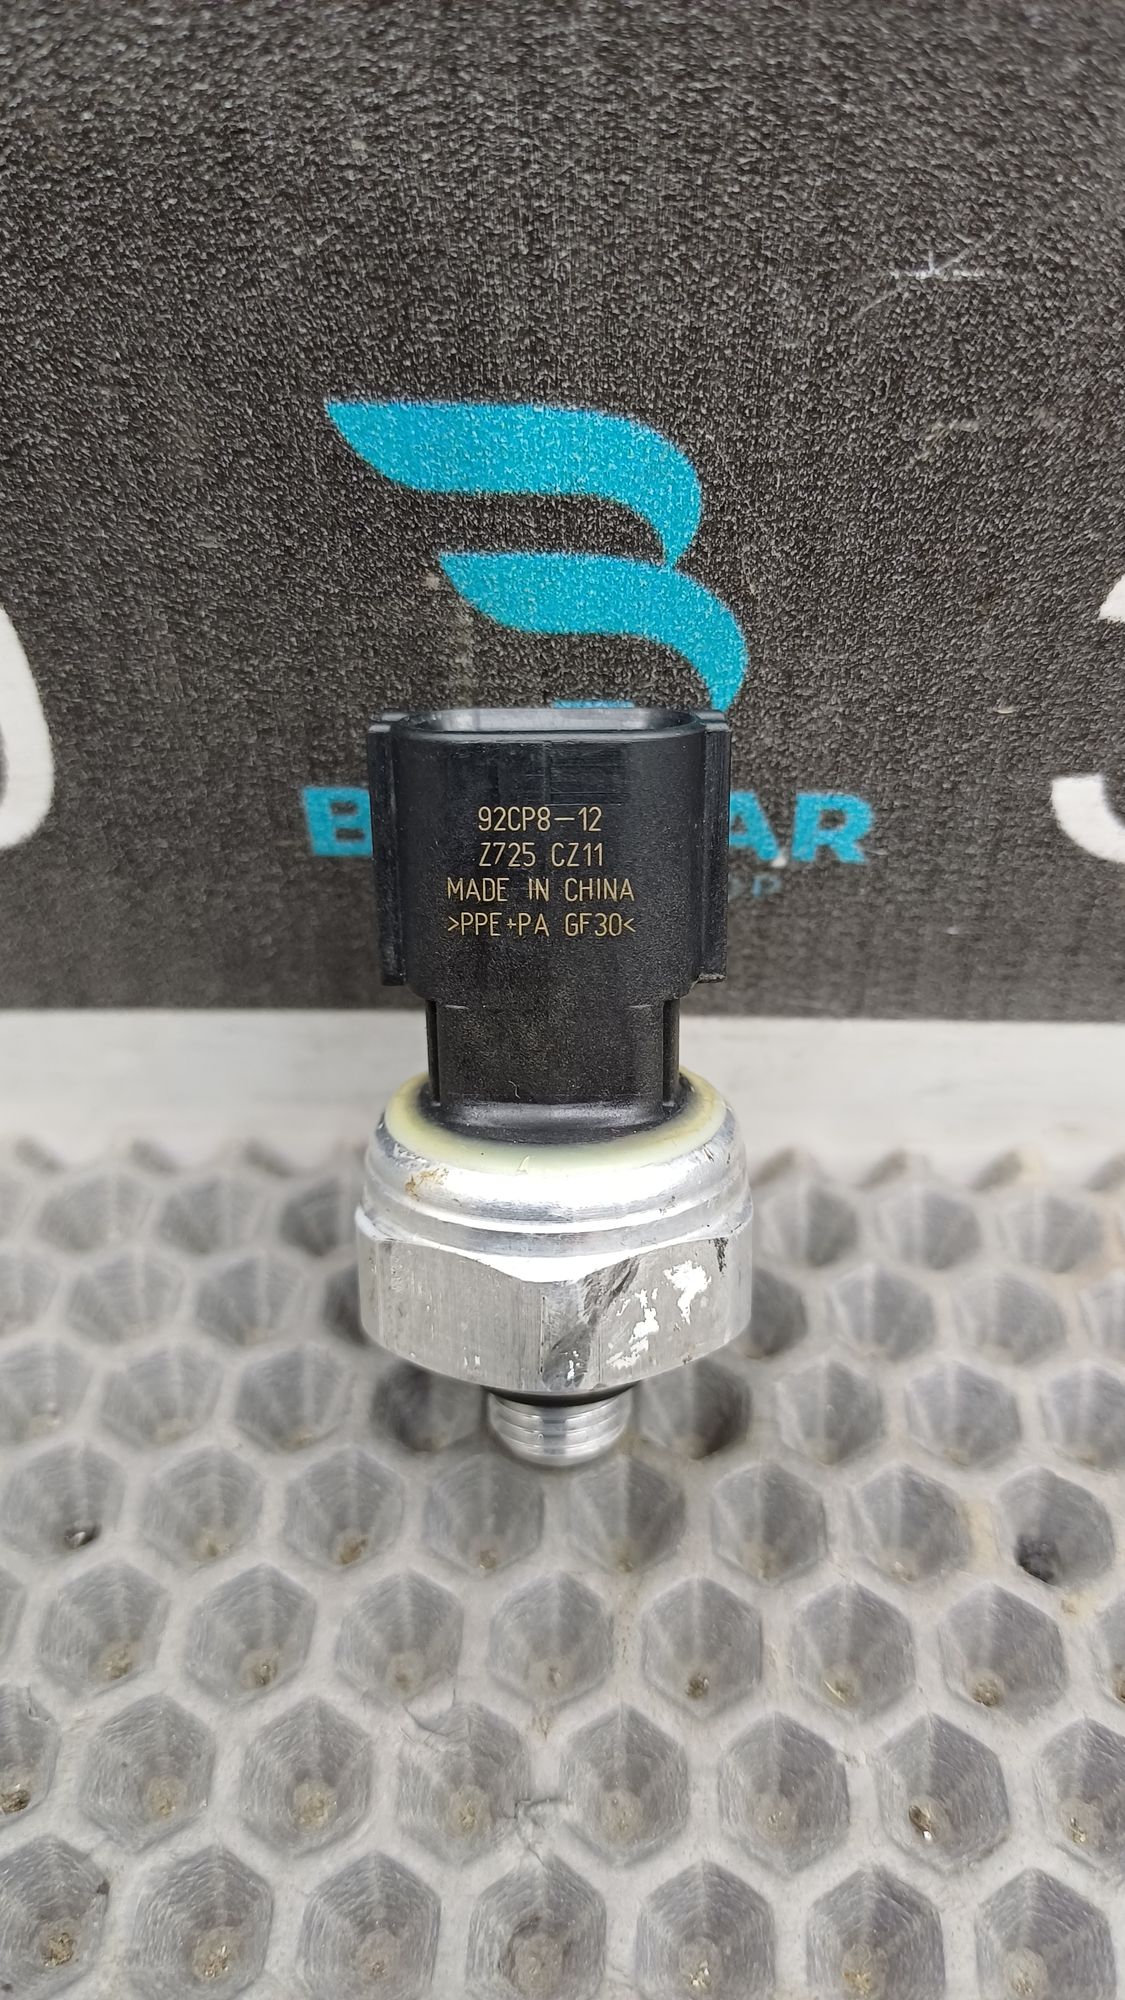 92CP8-12
Z725 CZ11
MADE IN CHINA
>PPE+PA GF30<